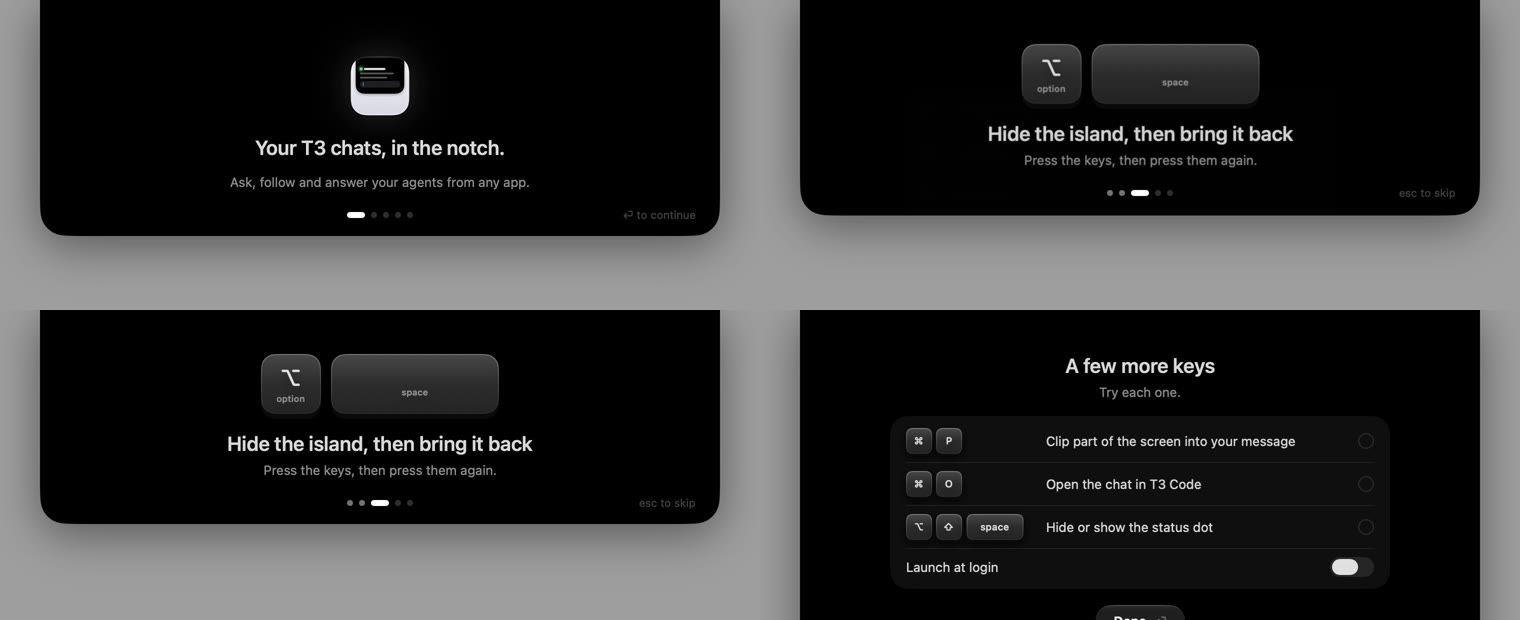 Your T3 chats, in the notch.
Ask, follow and answer your agents from any app.
⏎ to continue
⌥
option
space
Hide the island, then bring it back
Press the keys, then press them again.
esc to skip
⌥
option
space
Hide the island, then bring it back
Press the keys, then press them again.
esc to skip
A few more keys
Try each one.
⌘ P Clip part of the screen into your message
⌘ O Open the chat in T3 Code
⌥ ⇧ space Hide or show the status dot
Launch at login
Done ⏎